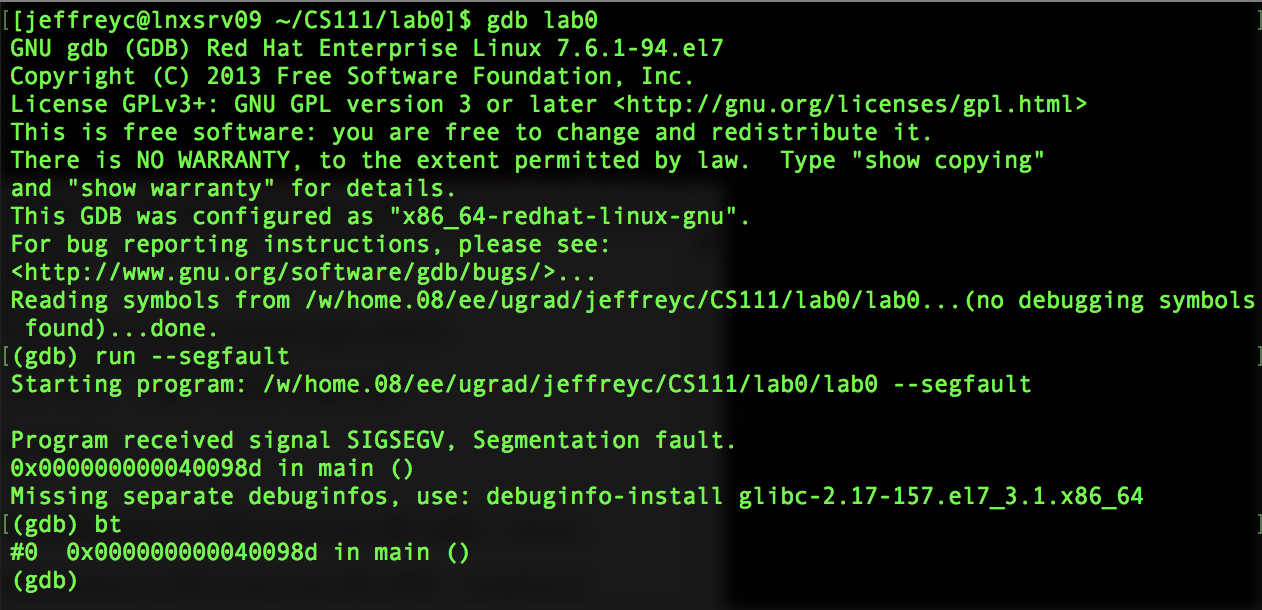 [[jeffreyc@lnxsrv09 ~/CS111/lab0]$ gdb lab0 ]
GNU gdb (GDB) Red Hat Enterprise Linux 7.6.1-94.el7
Copyright (C) 2013 Free Software Foundation, Inc.
License GPLv3+: GNU GPL version 3 or later <http://gnu.org/licenses/gpl.html>
This is free software: you are free to change and redistribute it.
There is NO WARRANTY, to the extent permitted by law.  Type "show copying"
and "show warranty" for details.
This GDB was configured as "x86_64-redhat-linux-gnu".
For bug reporting instructions, please see:
<http://www.gnu.org/software/gdb/bugs/>...
Reading symbols from /w/home.08/ee/ugrad/jeffreyc/CS111/lab0/lab0...(no debugging symbols
 found)...done.
[(gdb) run --segfault ]
Starting program: /w/home.08/ee/ugrad/jeffreyc/CS111/lab0/lab0 --segfault

Program received signal SIGSEGV, Segmentation fault.
0x000000000040098d in main ()
Missing separate debuginfos, use: debuginfo-install glibc-2.17-157.el7_3.1.x86_64
[(gdb) bt ]
#0  0x000000000040098d in main ()
(gdb)